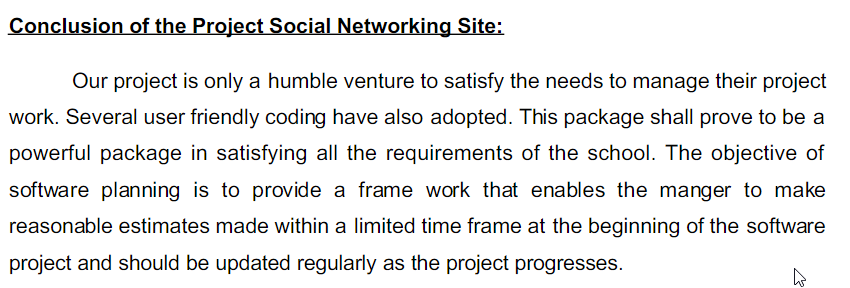 Conclusion of the Project Social Networking Site:
Our project is only a humble venture to satisfy the needs to manage their project
work. Several user friendly coding have also adopted. This package shall prove to be a
powerful package in satisfying all the requirements of the school. The objective of
software planning is to provide a frame work that enables the manger to make
reasonable estimates made within a limited time frame at the beginning of the software
project and should be updated regularly as the project progresses.